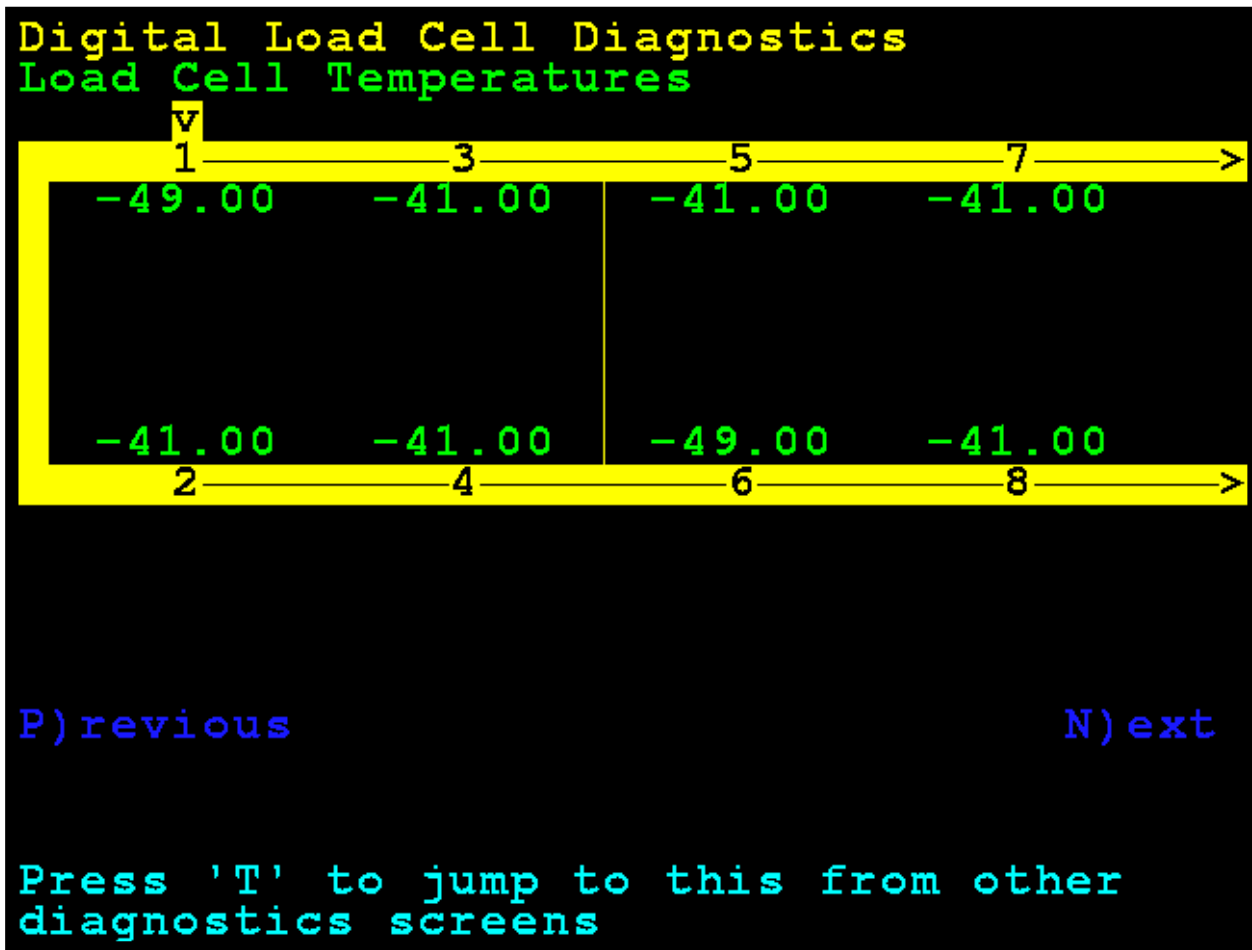 Digital Load Cell Diagnostics
Load Cell Temperatures
v
1 3 5 7 >
-49.00 -41.00 -41.00 -41.00
-41.00 -41.00 -49.00 -41.00
2 4 6 8 >
P)revious N)ext
Press 'T' to jump to this from other
diagnostics screens